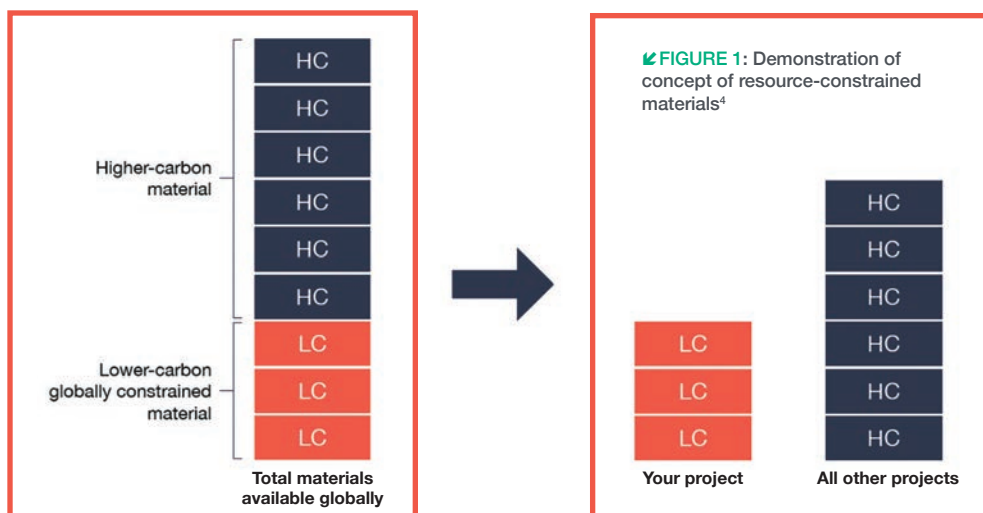 HC
HC
HC
HC
HC
HC
LC
LC
LC
Higher-carbon
material
Lower-carbon
globally constrained
material
Total materials
available globally
FIGURE 1: Demonstration of
concept of resource-constrained
materials⁴
LC
LC
LC
Your project
HC
HC
HC
HC
HC
HC
All other projects